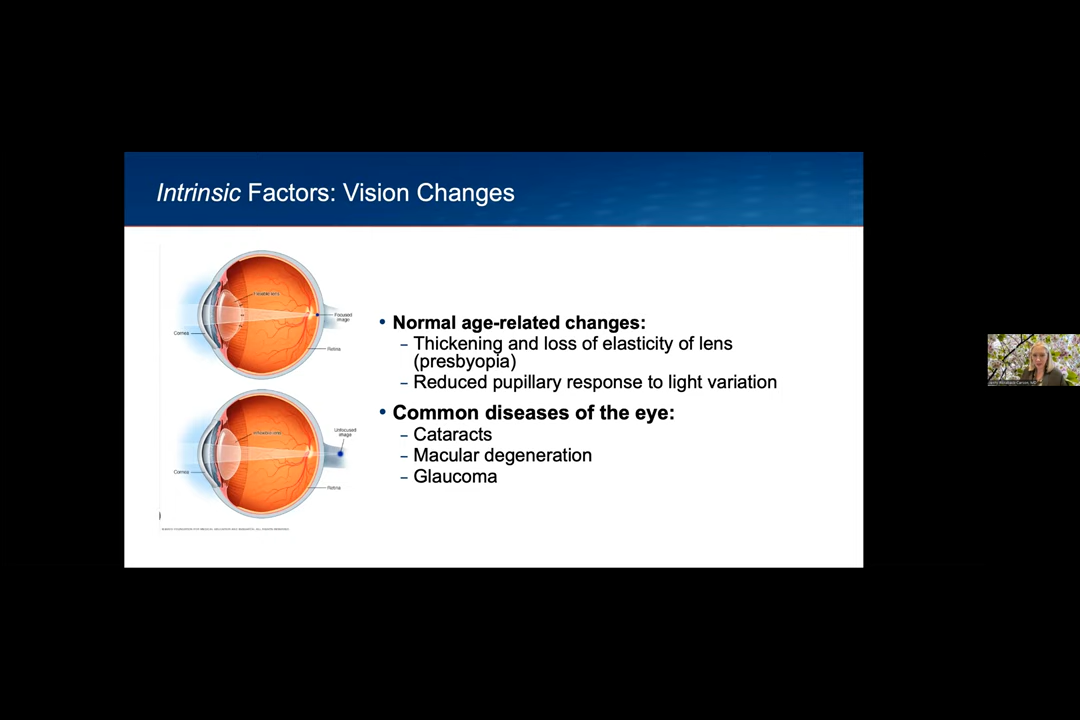 Intrinsic Factors: Vision Changes
Cornea
Focused
image
Retina
Unfocused
image
Cornea
Retina
• Normal age-related changes:
– Thickening and loss of elasticity of lens
(presbyopia)
– Reduced pupillary response to light variation
• Common diseases of the eye:
– Cataracts
– Macular degeneration
– Glaucoma